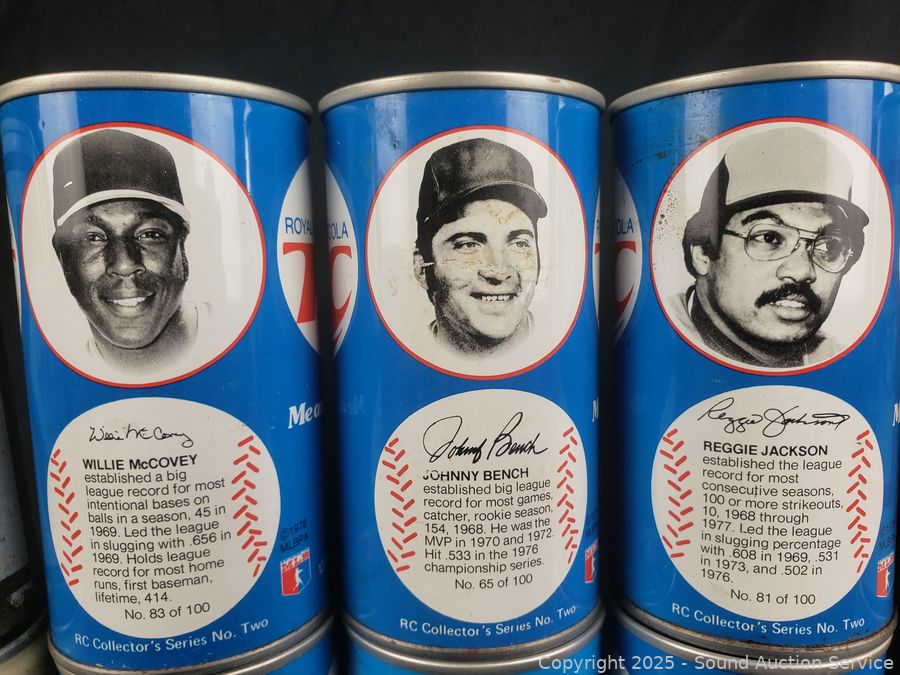 ROYAL
RC
Mea
Willie McCovey
WILLIE McCOVEY
established a big
league record for most
intentional bases on
balls in a season, 45 in
1969. Led the league
in slugging with .656 in
1969. Holds league
record for most home
runs, first baseman,
lifetime, 414.
No. 83 of 100
©1978
MLBPA
RC Collector's Series No. Two
COLA
Johnny Bench
JOHNNY BENCH
established big league
record for most games,
catcher, rookie season,
154, 1968. He was the
MVP in 1970 and 1972.
Hit .533 in the 1976
championship series.
No. 65 of 100
RC Collector's Series No. Two
OLA
Reggie Jackson
REGGIE JACKSON
established the league
record for most
consecutive seasons,
100 or more strikeouts,
10, 1968 through
1977. Led the league
in slugging percentage
with .608 in 1969, .531
in 1973, and .502 in
1976.
No. 81 of 100
RC Collector's Series No. Two
Copyright 2025 - Sound Auction Service